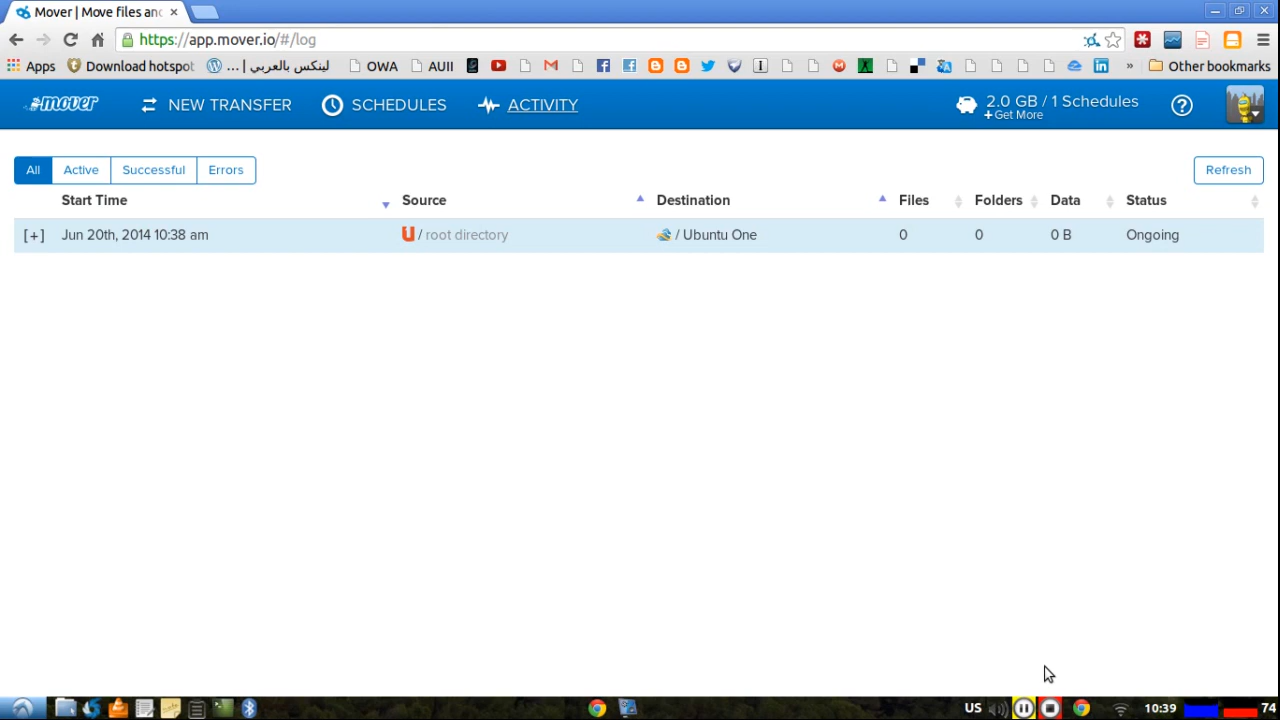 Mover | Move files and
https://app.mover.io/#/log
Apps Download hotspot لينكس بالعربي | ... OWA AUII » Other bookmarks
mover NEW TRANSFER SCHEDULES ACTIVITY 2.0 GB / 1 Schedules
+Get More
All Active Successful Errors Refresh
Start Time Source Destination Files Folders Data Status
[+] Jun 20th, 2014 10:38 am / root directory / Ubuntu One 0 0 0 B Ongoing
US 10:39 74